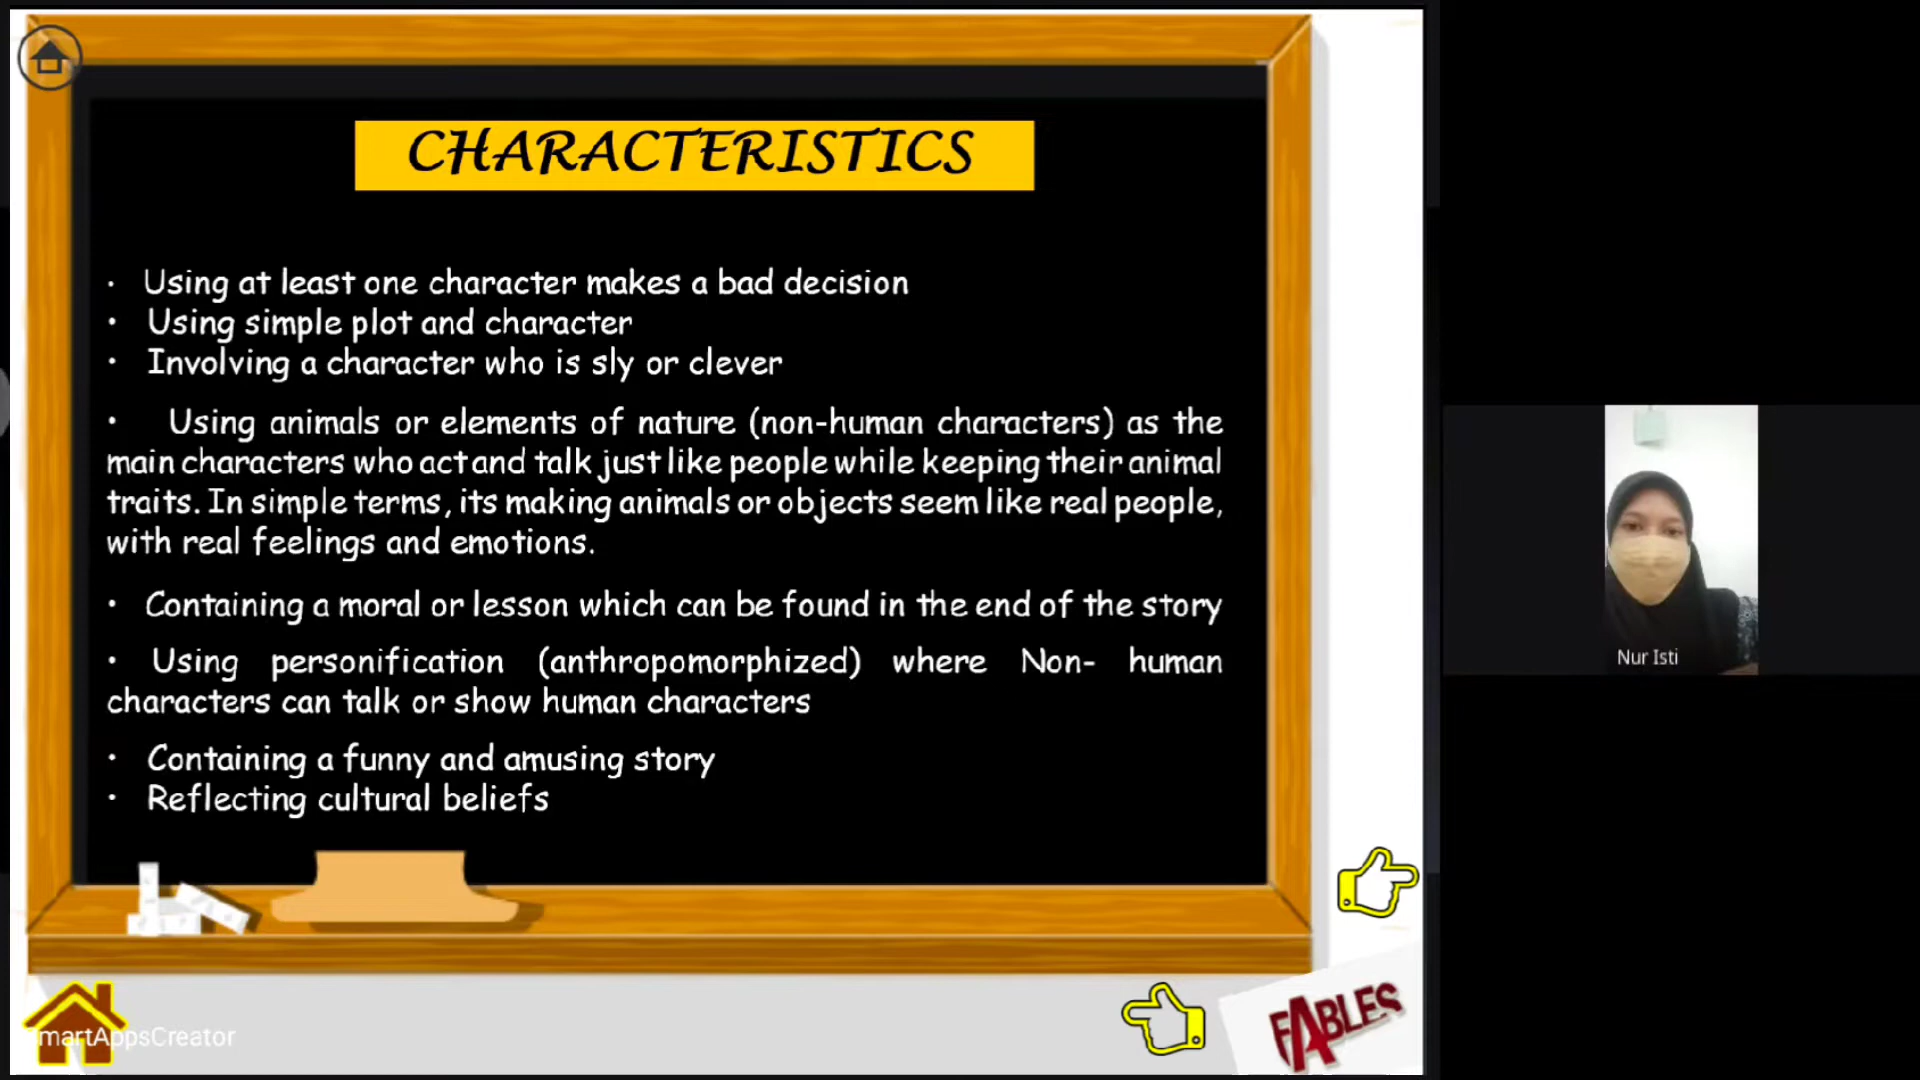 CHARACTERISTICS
• Using at least one character makes a bad decision
• Using simple plot and character
• Involving a character who is sly or clever
• Using animals or elements of nature (non-human characters) as the
main characters who act and talk just like people while keeping their animal
traits. In simple terms, its making animals or objects seem like real people,
with real feelings and emotions.
• Containing a moral or lesson which can be found in the end of the story
• Using personification (anthropomorphized) where Non- human
characters can talk or show human characters
• Containing a funny and amusing story
• Reflecting cultural beliefs
Nur Isti
martAppsCreator
FABLES